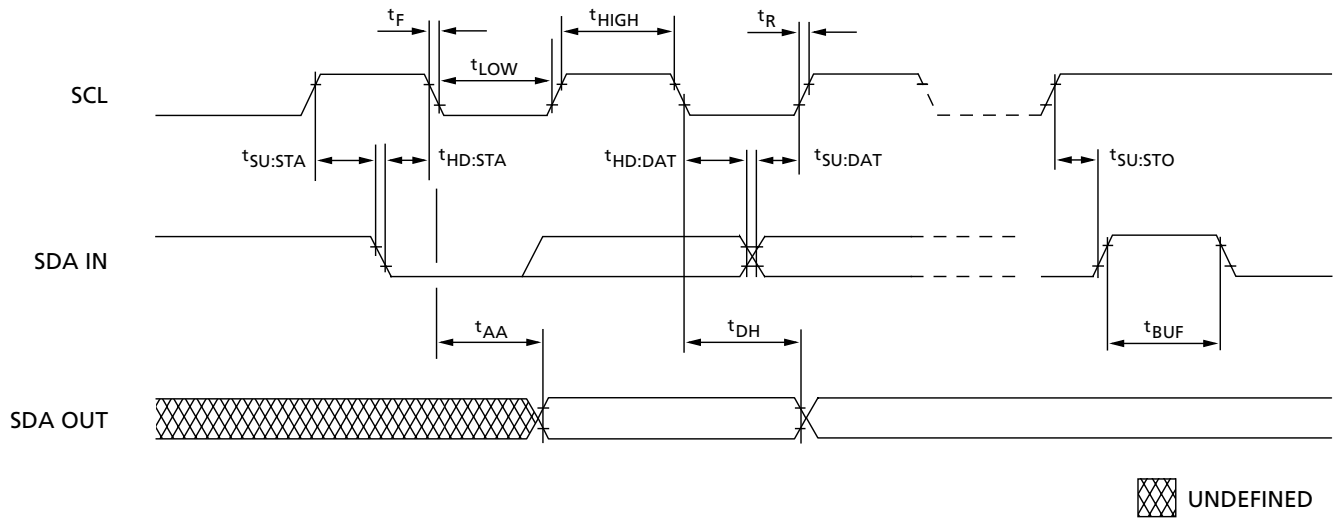 tF
tHIGH
tR
tLOW
SCL
tSU:STA
tHD:STA
tHD:DAT
tSU:DAT
tSU:STO
SDA IN
tAA
tDH
tBUF
SDA OUT
UNDEFINED